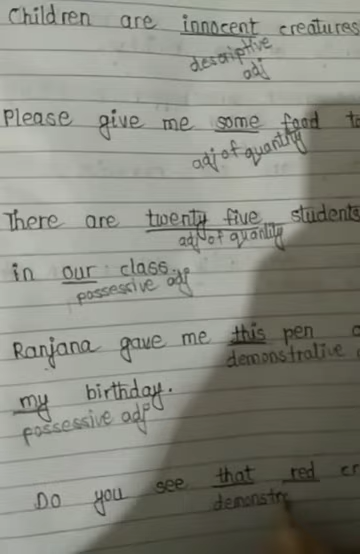 Children are innocent creatures
descriptive
adj
Please give me some food to
adj of quantity
There are twenty five students
adj of quantity
in our class.
possessive adj
Ranjana gave me this pen
demonstrative
my birthday.
possessive adj
Do you see that red
demonstr